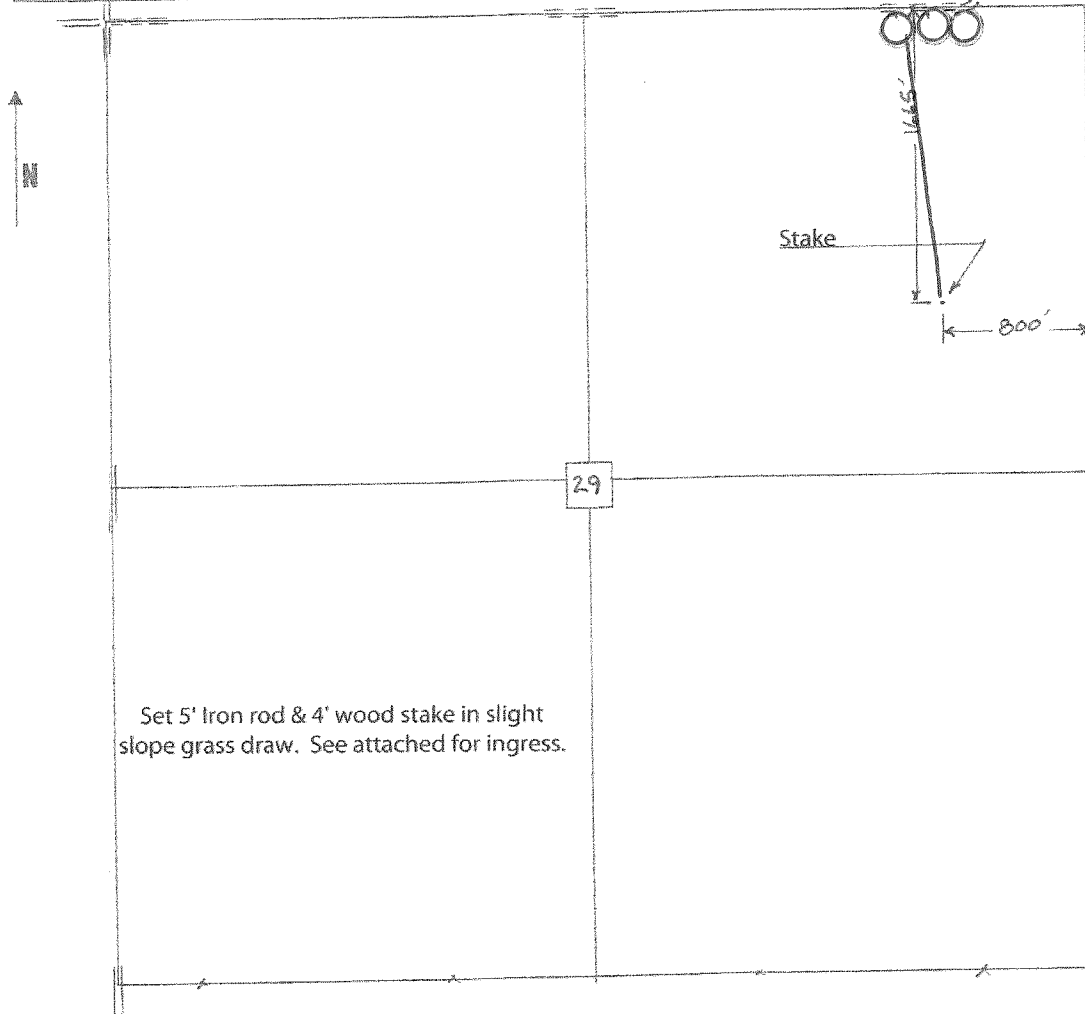 N
1665'
Stake
800'
29
Set 5' Iron rod & 4' wood stake in slight
slope grass draw. See attached for ingress.